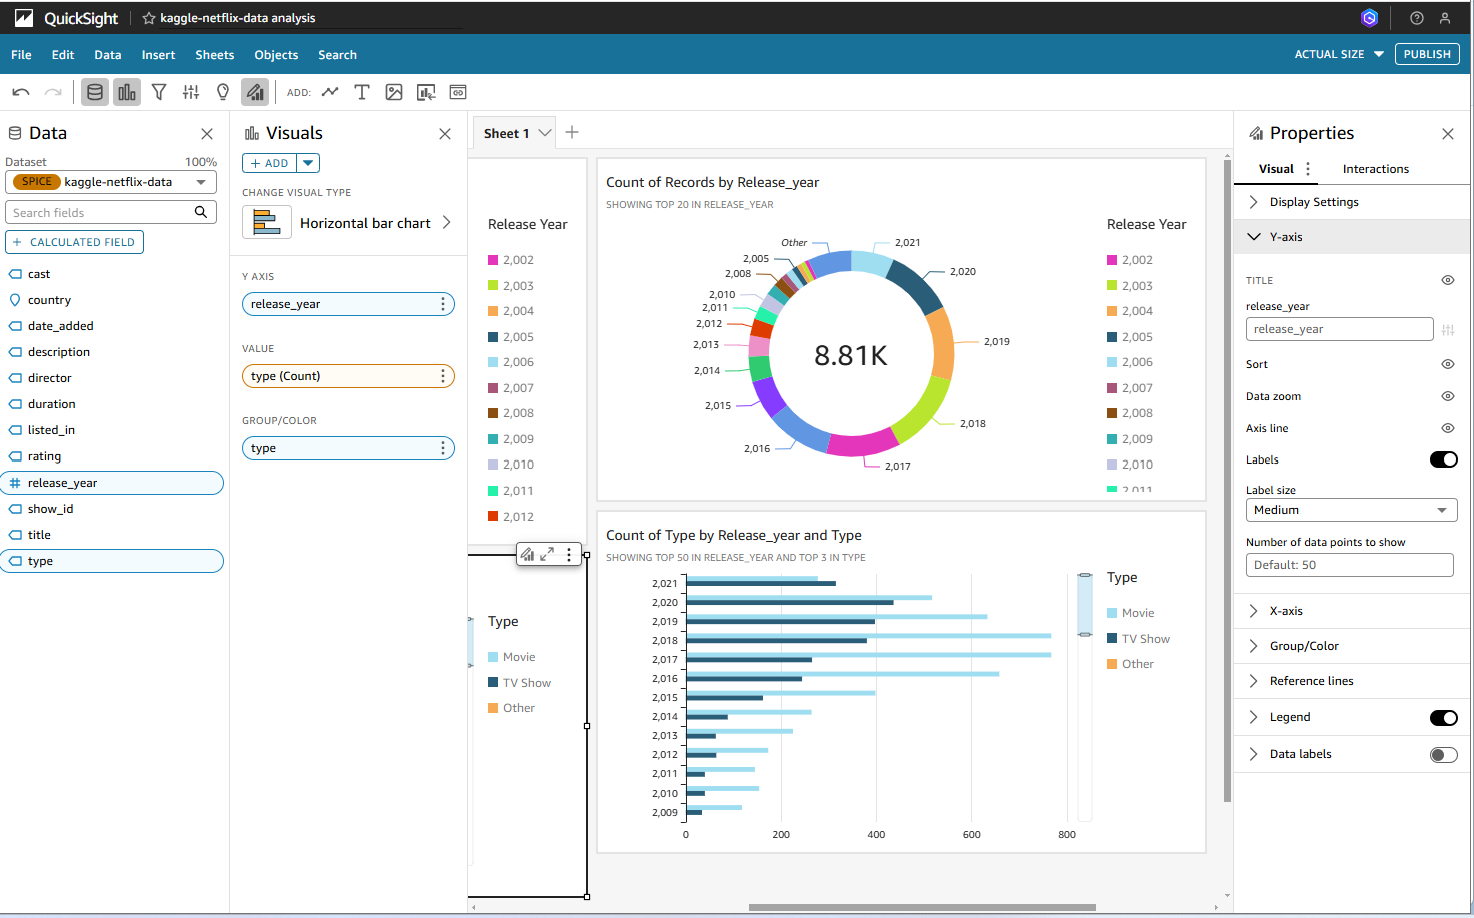 QuickSight
kaggle-netflix-data analysis
File Edit Data Insert Sheets Objects Search
ACTUAL SIZE
PUBLISH
ADD:
Data
Dataset
100%
SPICE kaggle-netflix-data
Search fields
+ CALCULATED FIELD
cast
country
date_added
description
director
duration
listed_in
rating
release_year
show_id
title
type
Visuals
+ ADD
CHANGE VISUAL TYPE
Horizontal bar chart
Y AXIS
release_year
VALUE
type (Count)
GROUP/COLOR
type
Sheet 1
Release Year
2,002
2,003
2,004
2,005
2,006
2,007
2,008
2,009
2,010
2,011
2,012
Type
Movie
TV Show
Other
Count of Records by Release_year
SHOWING TOP 20 IN RELEASE_YEAR
Other
2,021
2,005
2,020
2,008
2,010
2,011
2,012
2,019
2,013
2,014
2,015
2,018
2,016
2,017
8.81K
Release Year
2,002
2,003
2,004
2,005
2,006
2,007
2,008
2,009
2,010
2,011
Count of Type by Release_year and Type
SHOWING TOP 50 IN RELEASE_YEAR AND TOP 3 IN TYPE
2,021
2,020
2,019
2,018
2,017
2,016
2,015
2,014
2,013
2,012
2,011
2,010
2,009
0 200 400 600 800
Type
Movie
TV Show
Other
Properties
Visual
Interactions
Display Settings
Y-axis
TITLE
release_year
release_year
Sort
Data zoom
Axis line
Labels
Label size
Medium
Number of data points to show
Default: 50
X-axis
Group/Color
Reference lines
Legend
Data labels